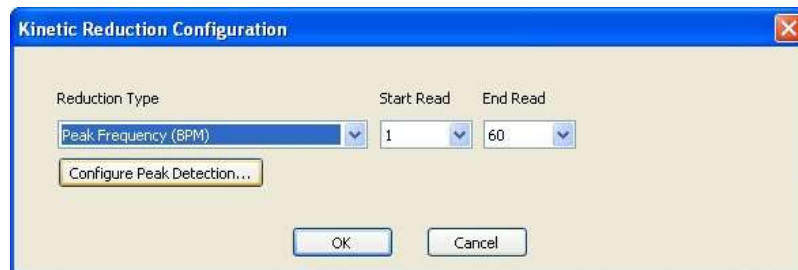 Kinetic Reduction Configuration
Reduction Type Start Read End Read
Peak Frequency (BPM) 1 60
Configure Peak Detection...
OK Cancel